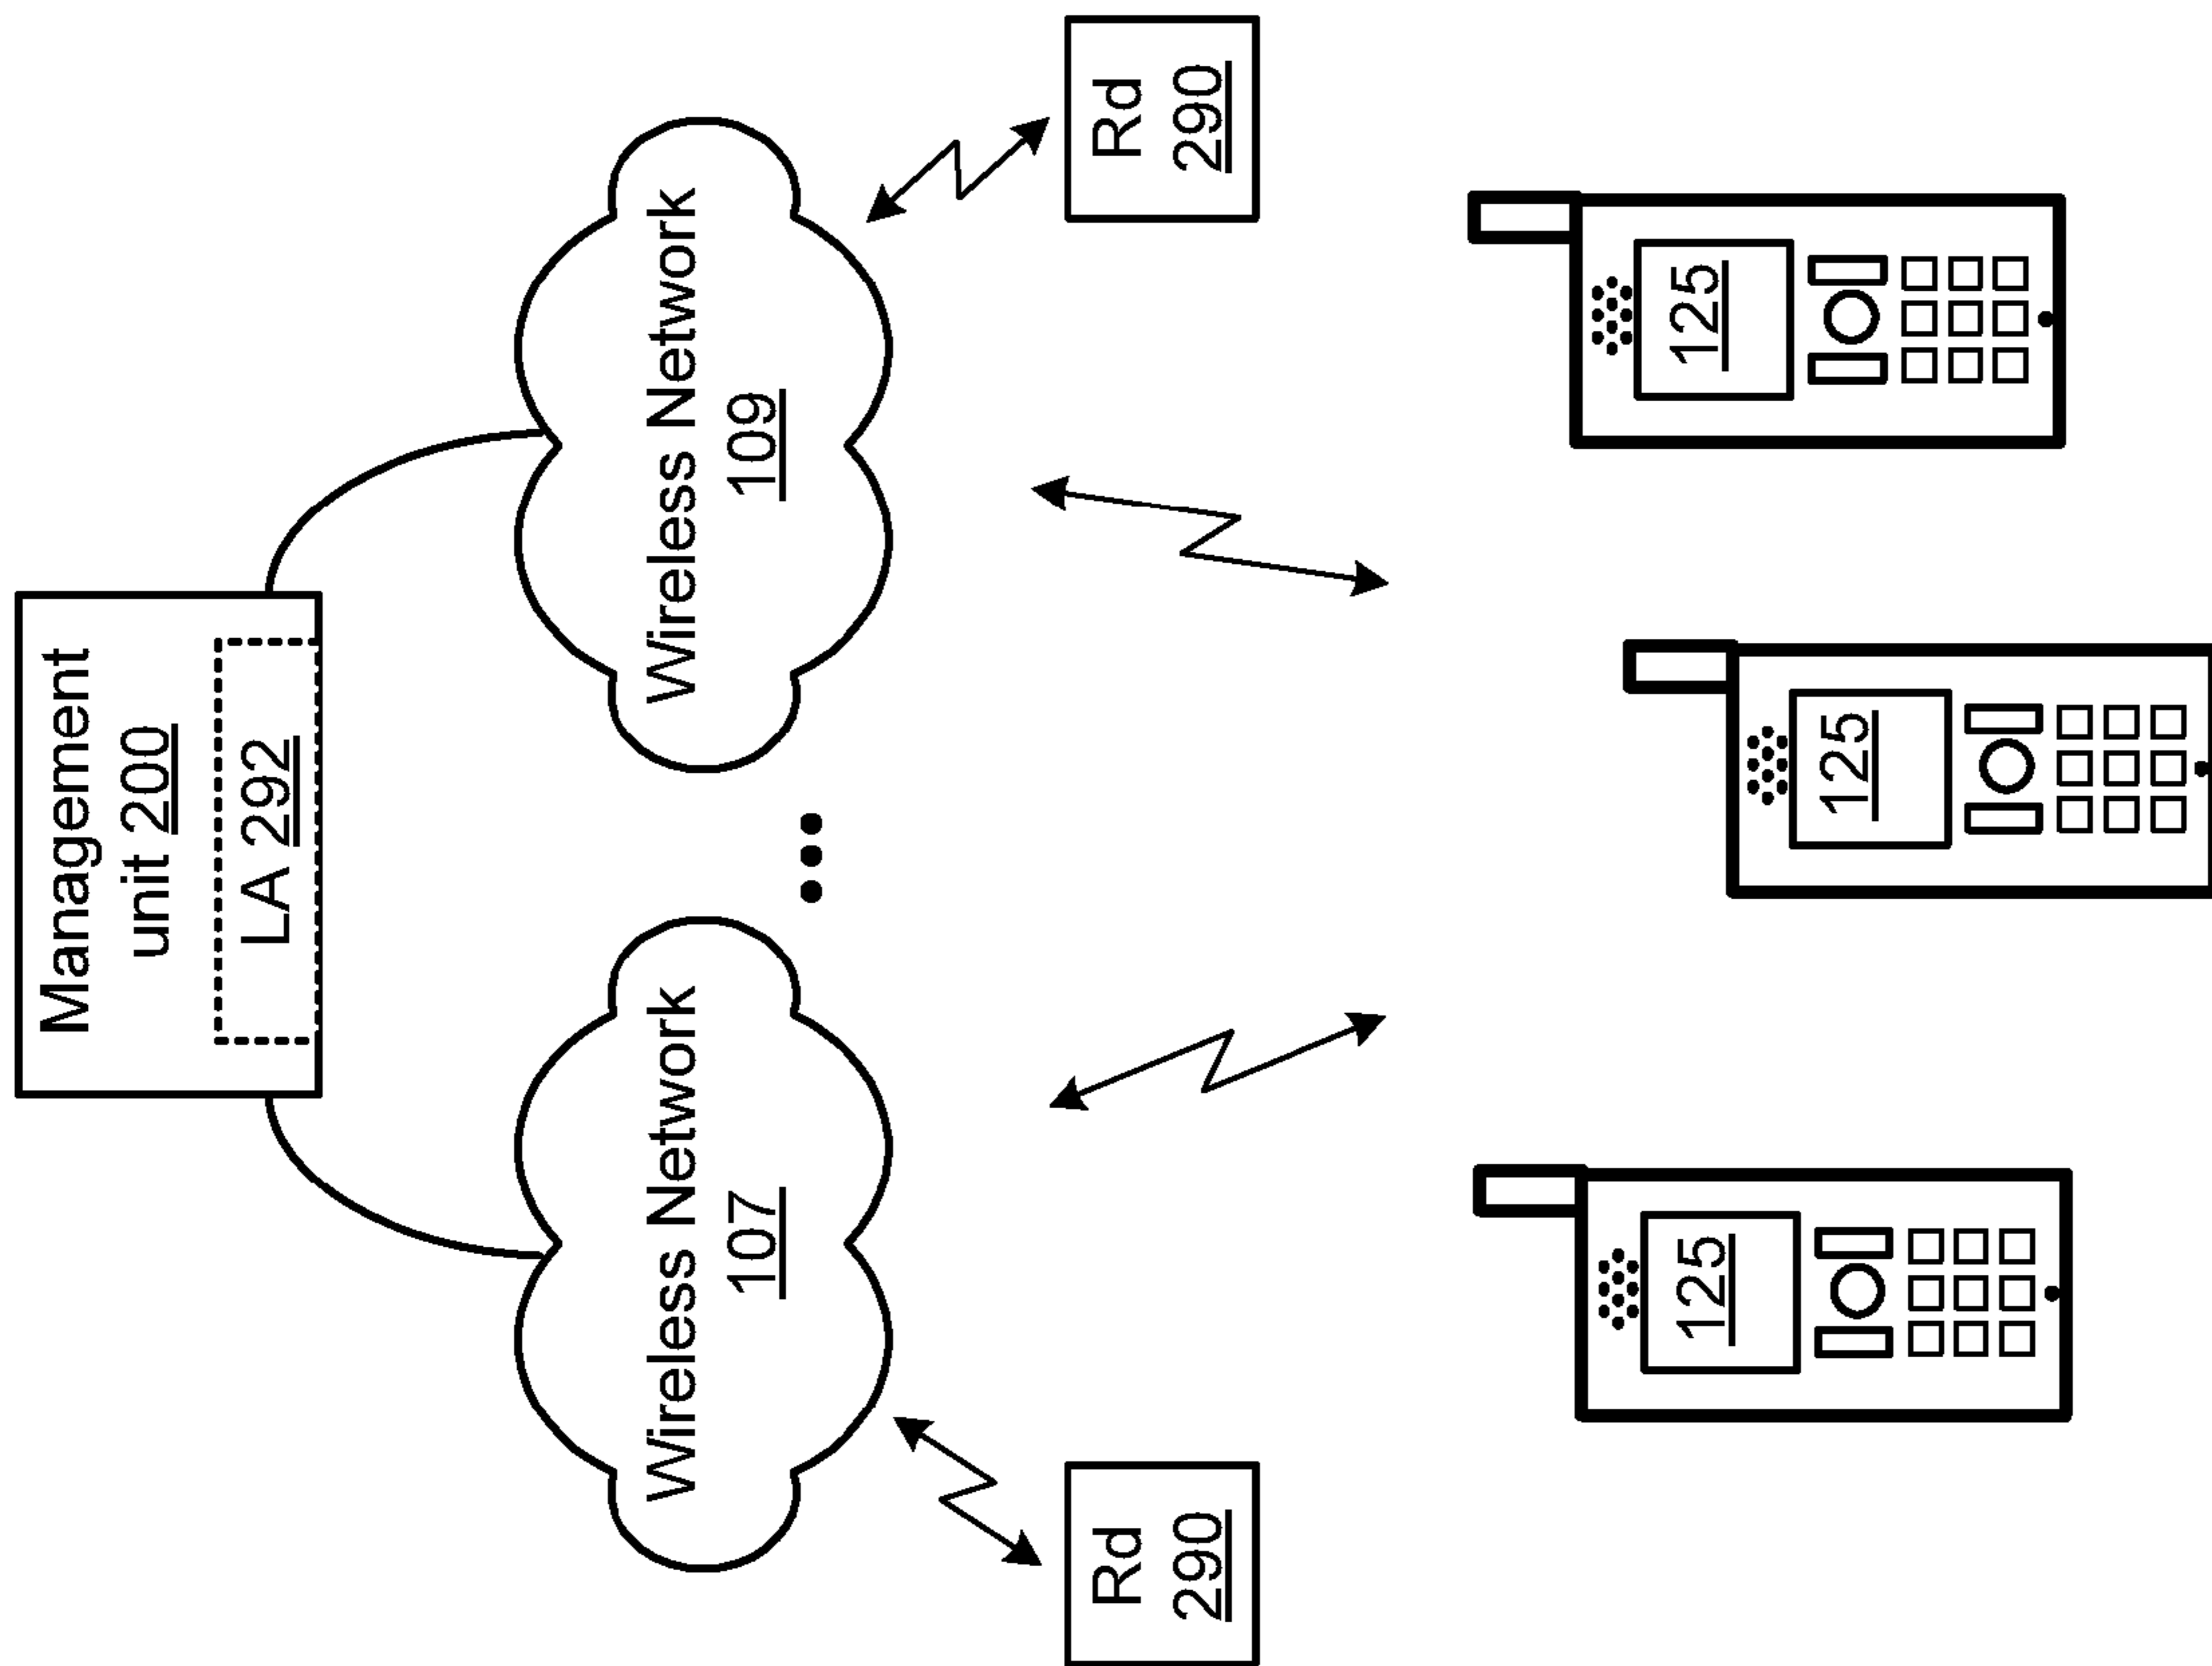 Management
unit 200
LA 292
Wireless Network
107
Wireless Network
109
Rd
290
Rd
290
125
125
125